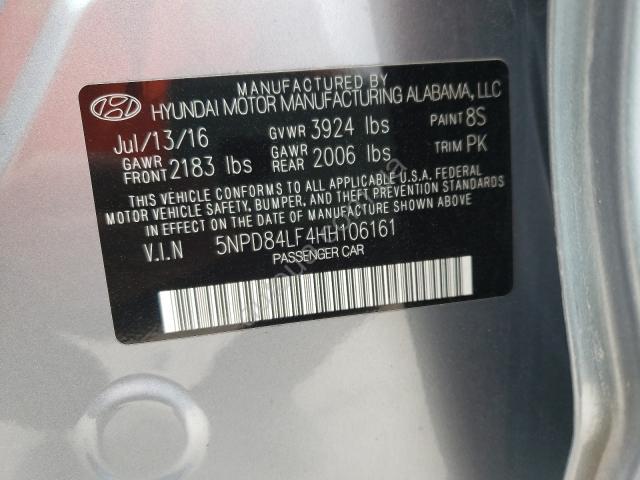 MANUFACTURED BY
HYUNDAI MOTOR MANUFACTURING ALABAMA, LLC
Jul/13/16 GVWR 3924 lbs PAINT 8S
GAWR FRONT 2183 lbs GAWR REAR 2006 lbs TRIM PK
THIS VEHICLE CONFORMS TO ALL APPLICABLE U.S.A. FEDERAL
MOTOR VEHICLE SAFETY, BUMPER, AND THEFT PREVENTION STANDARDS
IN EFFECT ON THE DATE OF MANUFACTURE SHOWN ABOVE.
V.I.N 5NPD84LF4HH106161
PASSENGER CAR